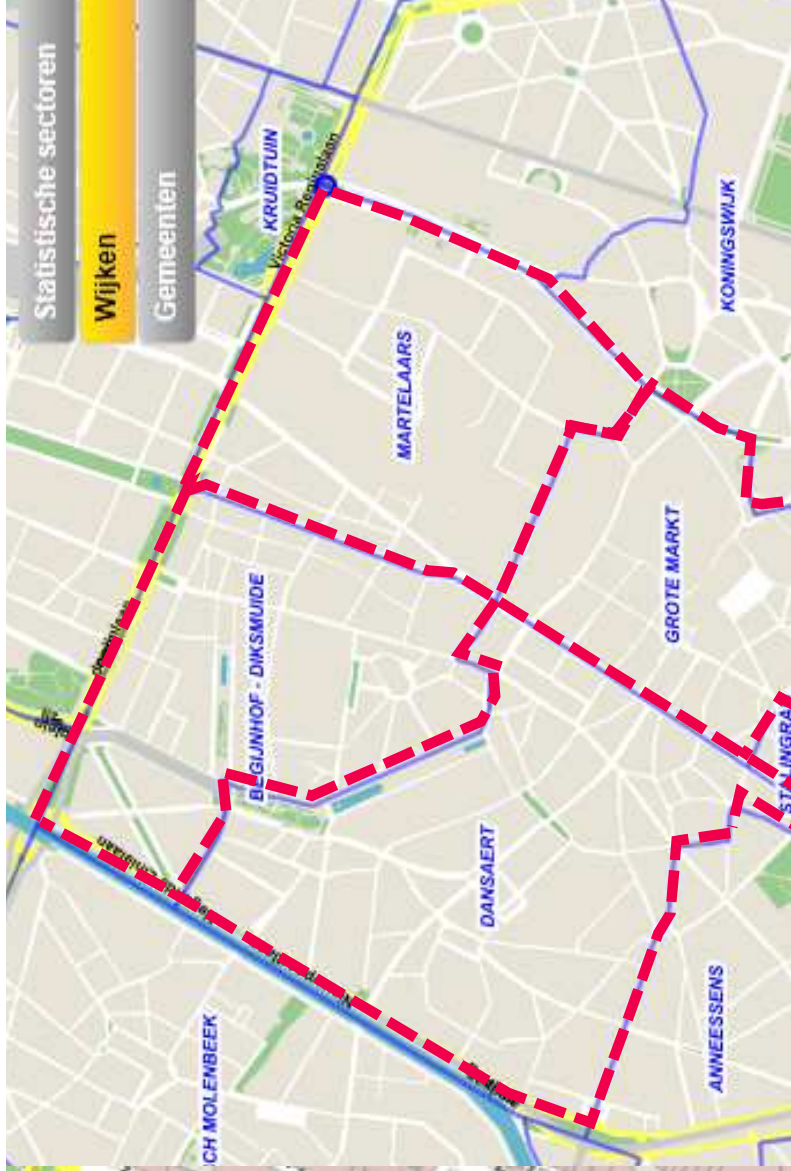 Statistische sectoren
Wijken
Gemeenten
KRUIDTUIN
KONINGSWIJK
MARTELAARS
GROTE MARKT
BEGIJNHOF - DIKSMUIDE
DANSAERT
ANNEESSENS
CH MOLENBEEK